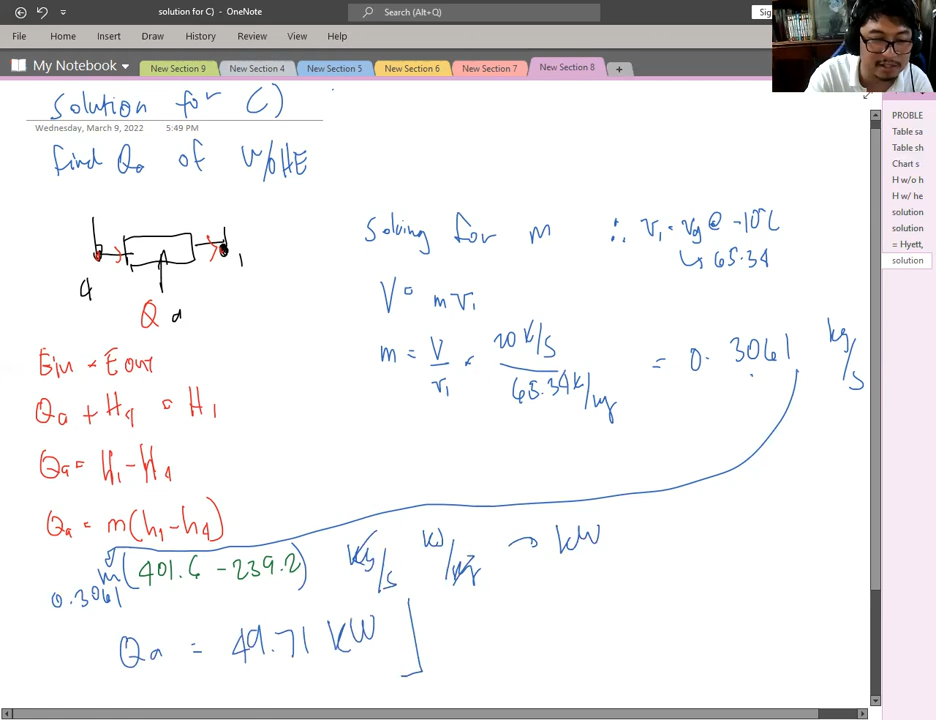 solution for C) - OneNote
Search (Alt+Q)
Sig
File Home Insert Draw History Review View Help
My Notebook
New Section 9 New Section 4 New Section 5 New Section 6 New Section 7 New Section 8 +
solution for C)
Wednesday, March 9, 2022 5:49 PM
find Qa of w/o HE
4
1
Q a
Ein = Eout
Qa + H4 = H1
Qa = H1 - H4
Qa = m(h1-h4)
m(401.6 - 239.2) kg/s kJ/kg → kW
0.3061
Qa = 49.71 kW
Solving for m
∴ v1 = vg @ -10°C
↳ 65.34
V = mv1
m = V/v1 = 20 L/s / 65.34 L/kg = 0.3061 kg/s
PROBLE
Table sa
Table sh
Chart s
H w/o h
H w/ he
solution
solution
= Hyett,
solution